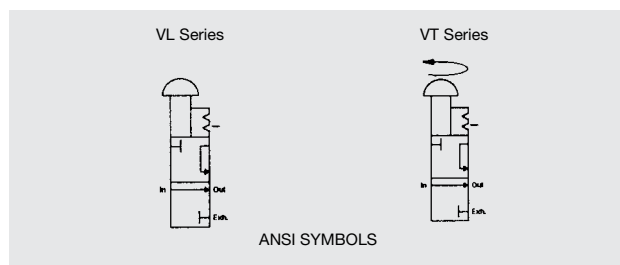 VL Series
VT Series
In
Out
Exh.
In
Out
Exh.
ANSI SYMBOLS